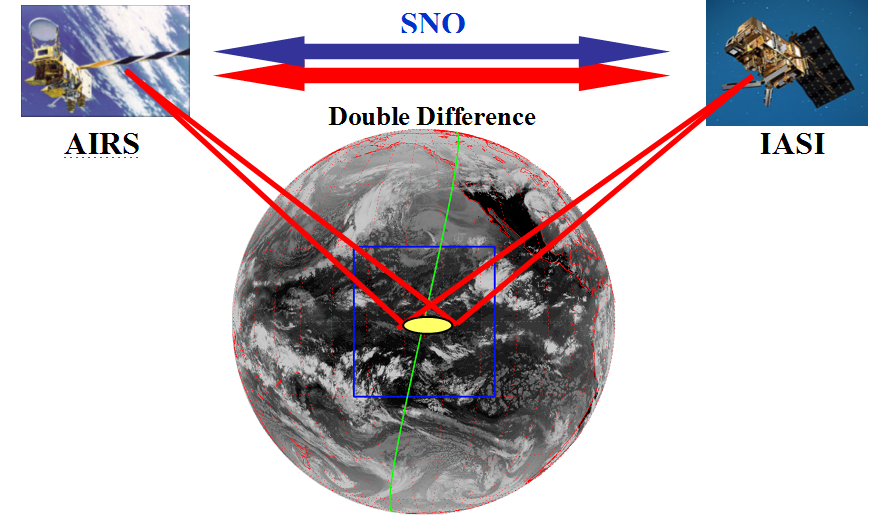 SNO
Double Difference
AIRS
IASI